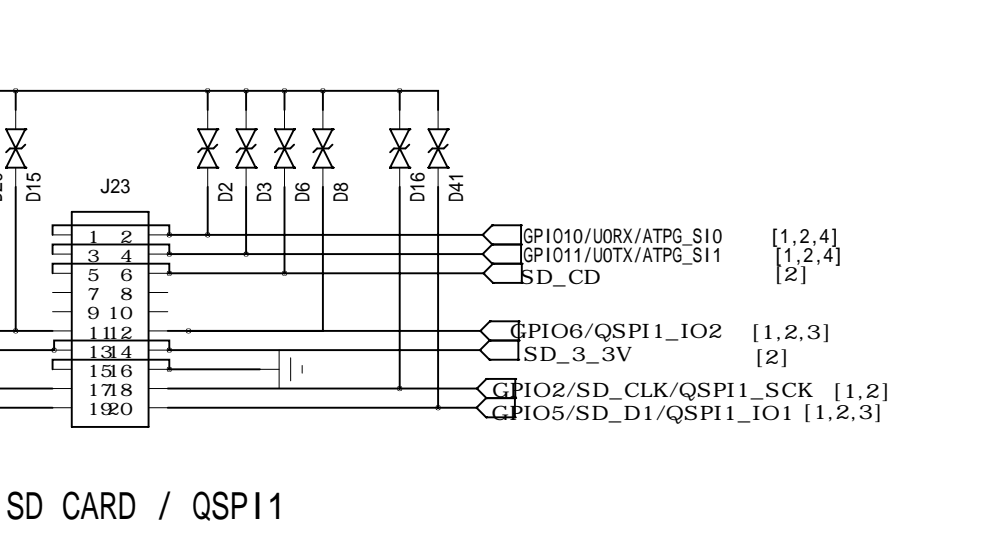 D15
D2
D3
D6
D8
D16
D41
J23
1 2
3 4
5 6
7 8
9 10
11 12
13 14
15 16
17 18
19 20
GPIO10/U0RX/ATPG_SI0 [1,2,4]
GPIO11/U0TX/ATPG_SI1 [1,2,4]
SD_CD [2]
GPIO6/QSPI1_IO2 [1,2,3]
SD_3_3V [2]
GPIO2/SD_CLK/QSPI1_SCK [1,2]
GPIO5/SD_D1/QSPI1_IO1 [1,2,3]
SD CARD / QSPI1